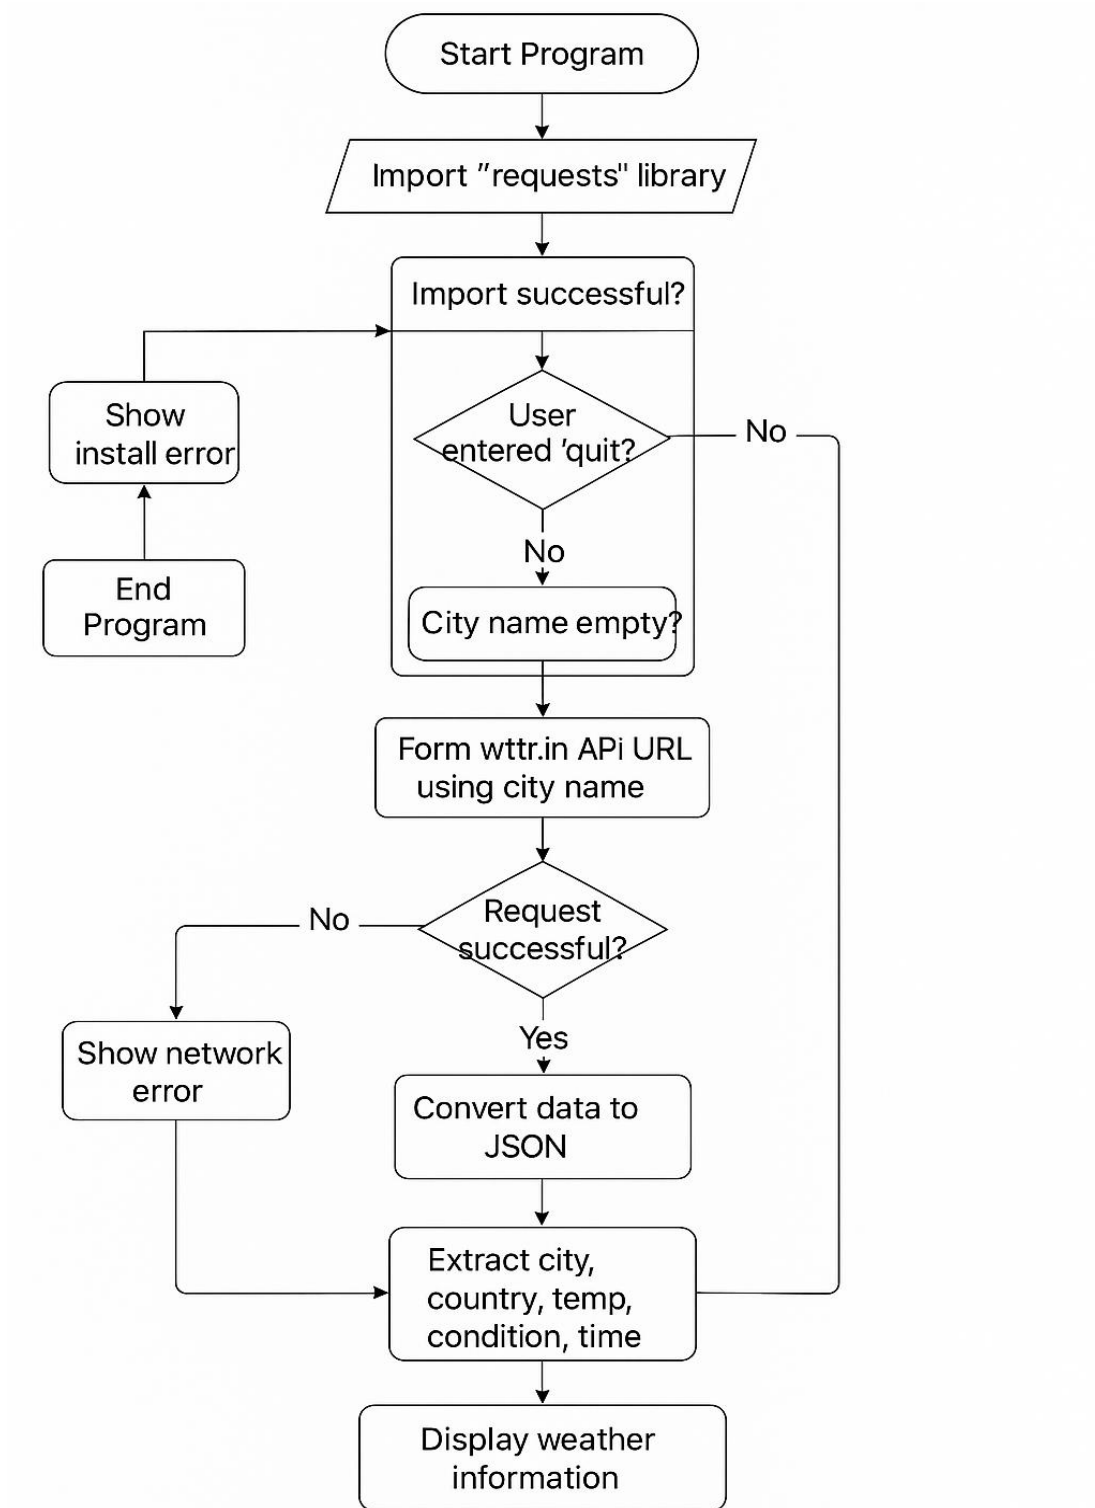 Start Program
Import "requests" library
Import successful?
Show
install error
User
entered 'quit?
No
No
End
Program
City name empty?
Form wttr.in APi URL
using city name
Request
successful?
No
Yes
Show network
error
Convert data to
JSON
Extract city,
country, temp,
condition, time
Display weather
information